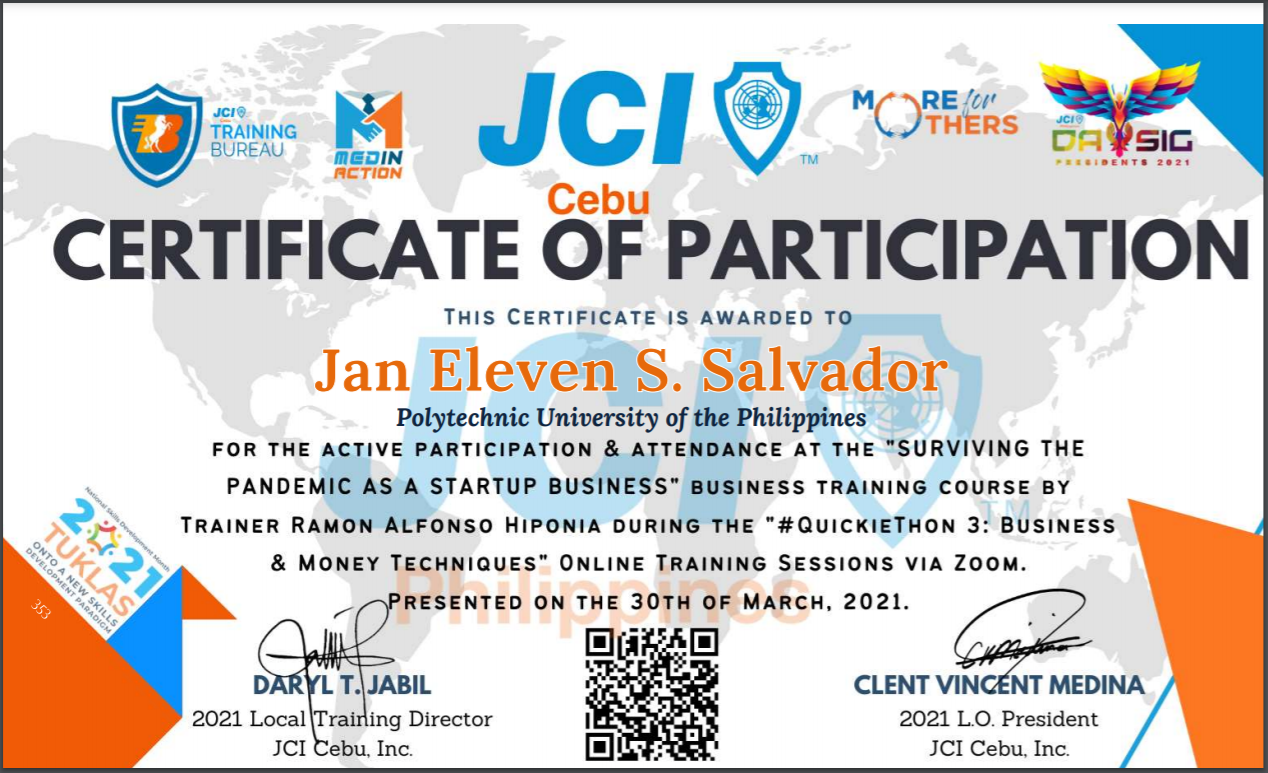 JCI
Cebu
TRAINING
BUREAU
MEDIN
ACTION
JCI
TM
Cebu
MORE for
OTHERS
JCI
DAGSIG
PRESIDENTS 2021
CERTIFICATE OF PARTICIPATION
THIS CERTIFICATE IS AWARDED TO
Jan Eleven S. Salvador
Polytechnic University of the Philippines
FOR THE ACTIVE PARTICIPATION & ATTENDANCE AT THE "SURVIVING THE
PANDEMIC AS A STARTUP BUSINESS" BUSINESS TRAINING COURSE BY
TRAINER RAMON ALFONSO HIPONIA DURING THE "#QUICKIETHON 3: BUSINESS
& MONEY TECHNIQUES" ONLINE TRAINING SESSIONS VIA ZOOM.
PRESENTED ON THE 30TH OF MARCH, 2021.
JCI
TM
Philippines
National Skills Development Month
2021
TUKLAS
ONTO A NEW SKILLS
DEVELOPMENT PARADIGM
353
DARYL T. JABIL
2021 Local Training Director
JCI Cebu, Inc.
CLENT VINCENT MEDINA
2021 L.O. President
JCI Cebu, Inc.